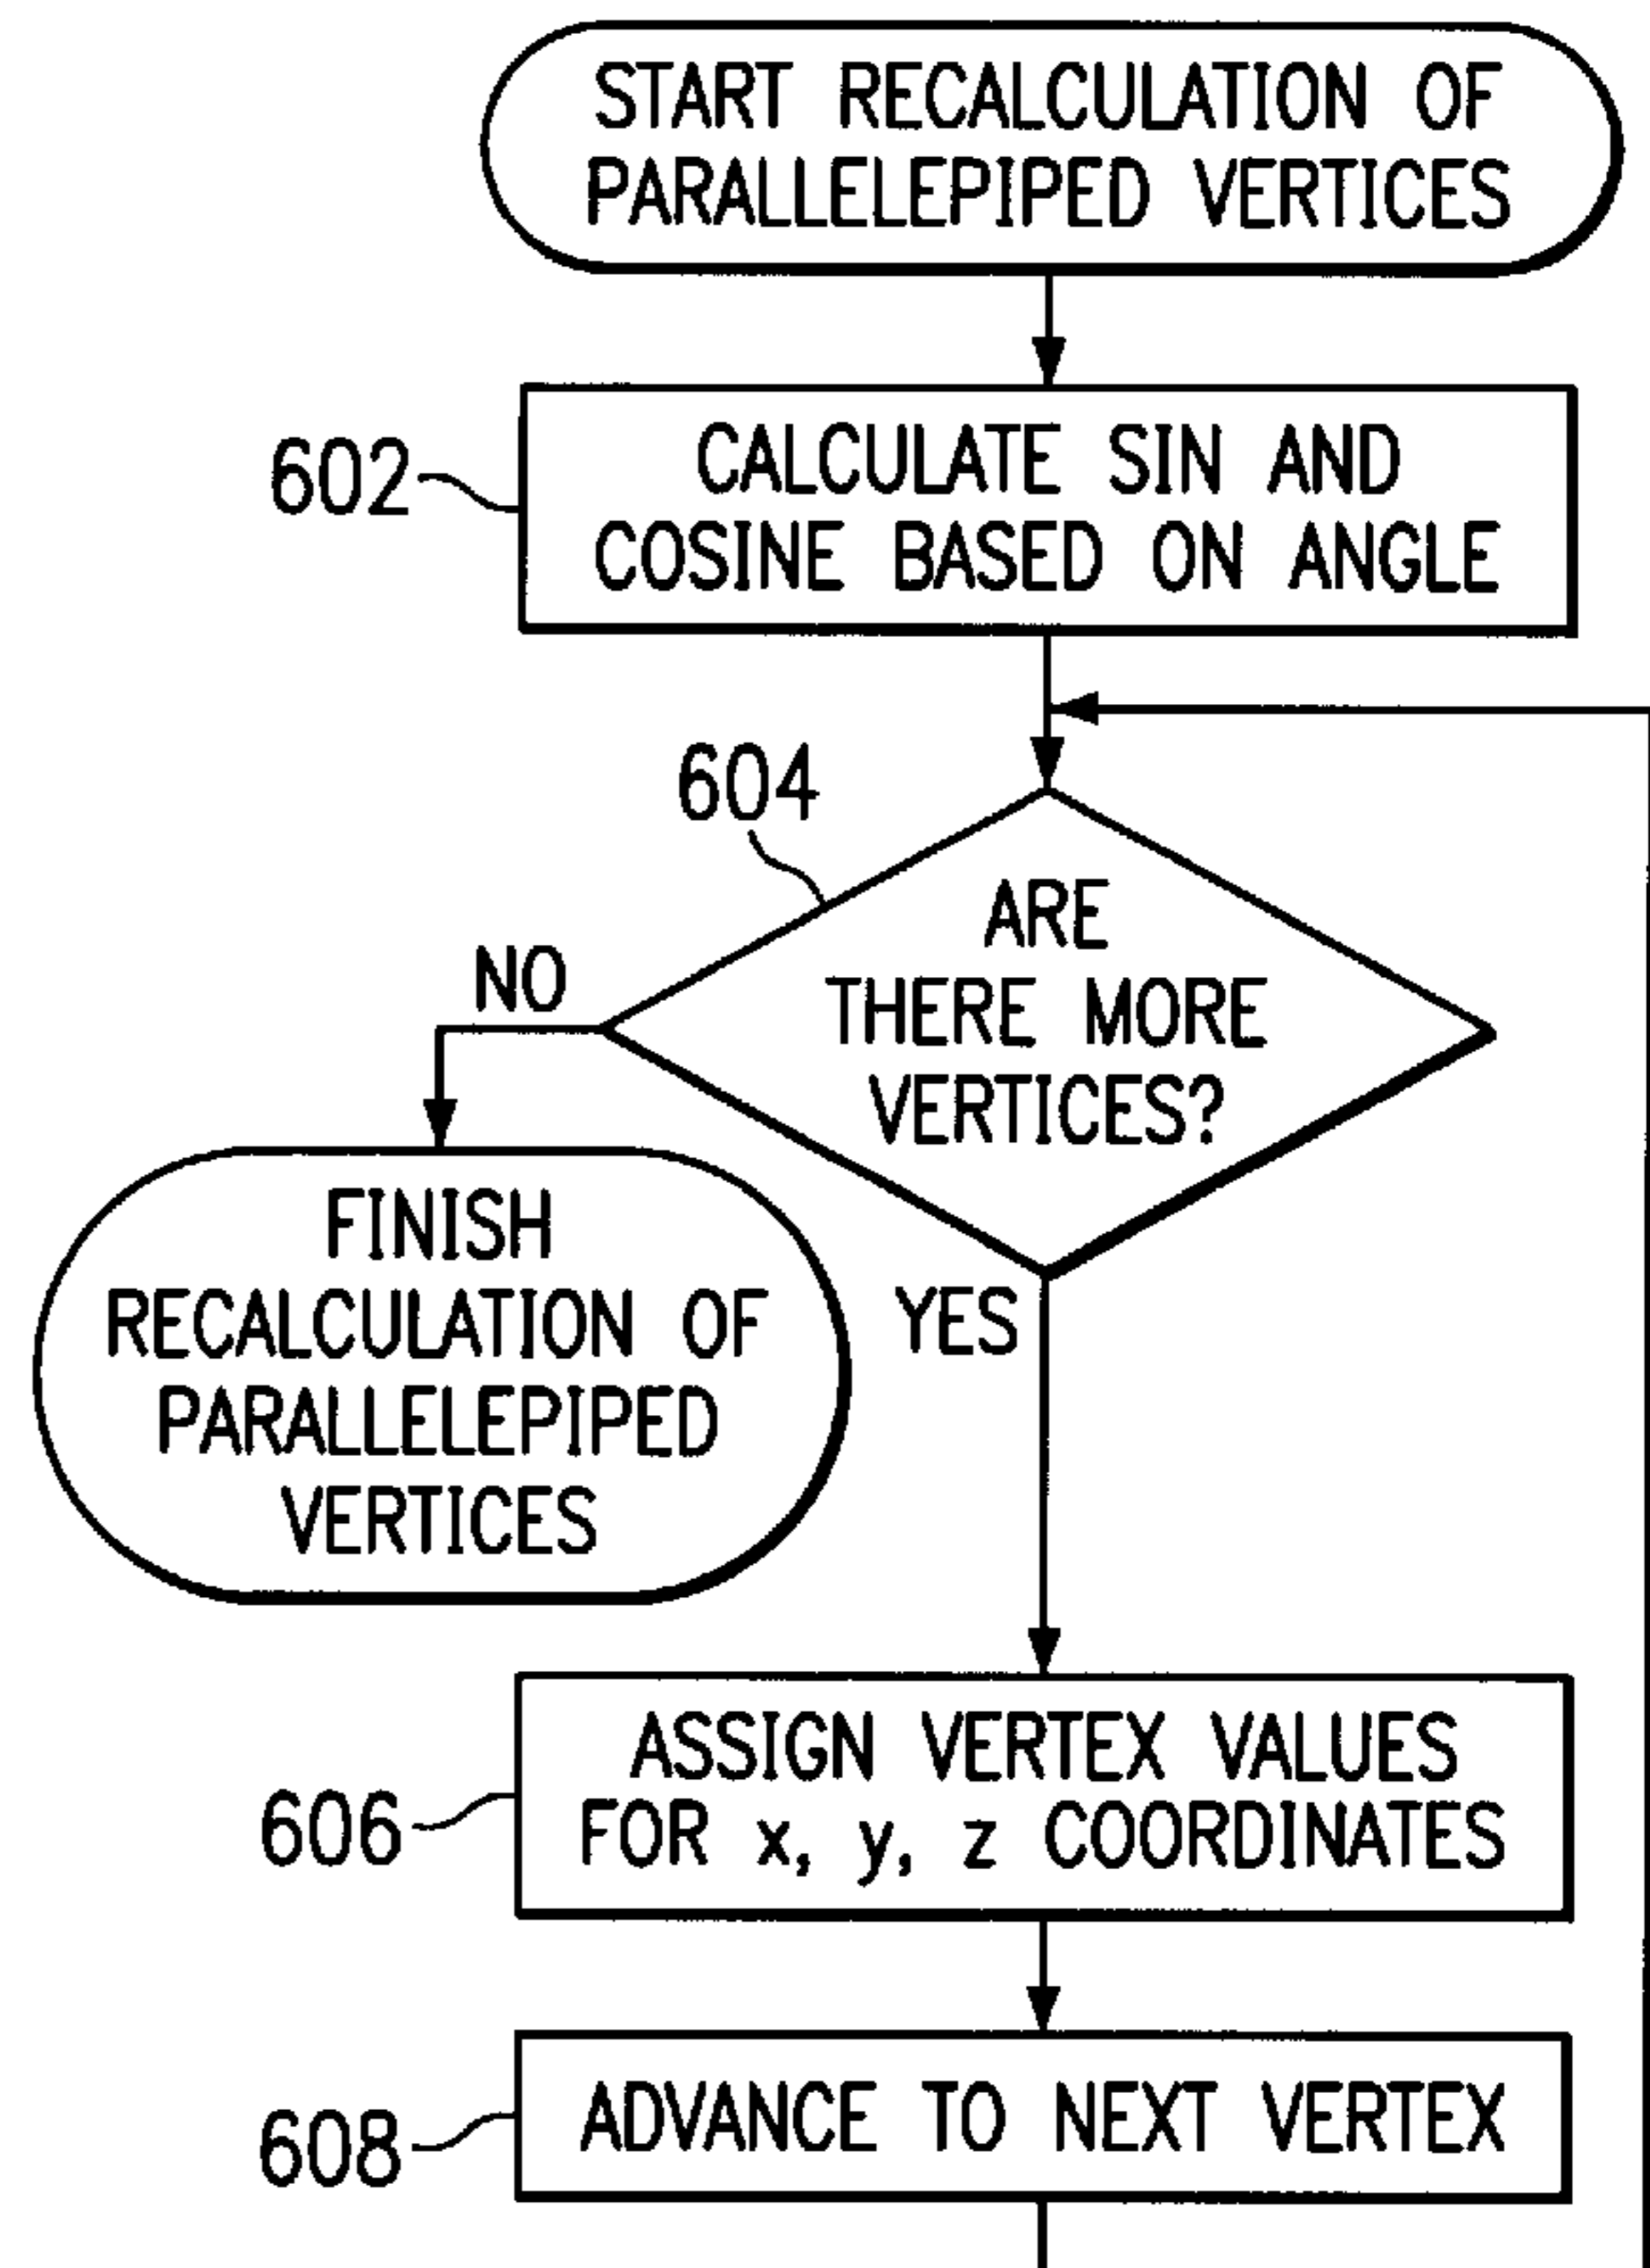 START RECALCULATION OF
PARALLELEPIPED VERTICES
602
CALCULATE SIN AND
COSINE BASED ON ANGLE
604
ARE
THERE MORE
VERTICES?
NO
FINISH
RECALCULATION OF
PARALLELEPIPED
VERTICES
YES
606
ASSIGN VERTEX VALUES
FOR x, y, z COORDINATES
608
ADVANCE TO NEXT VERTEX